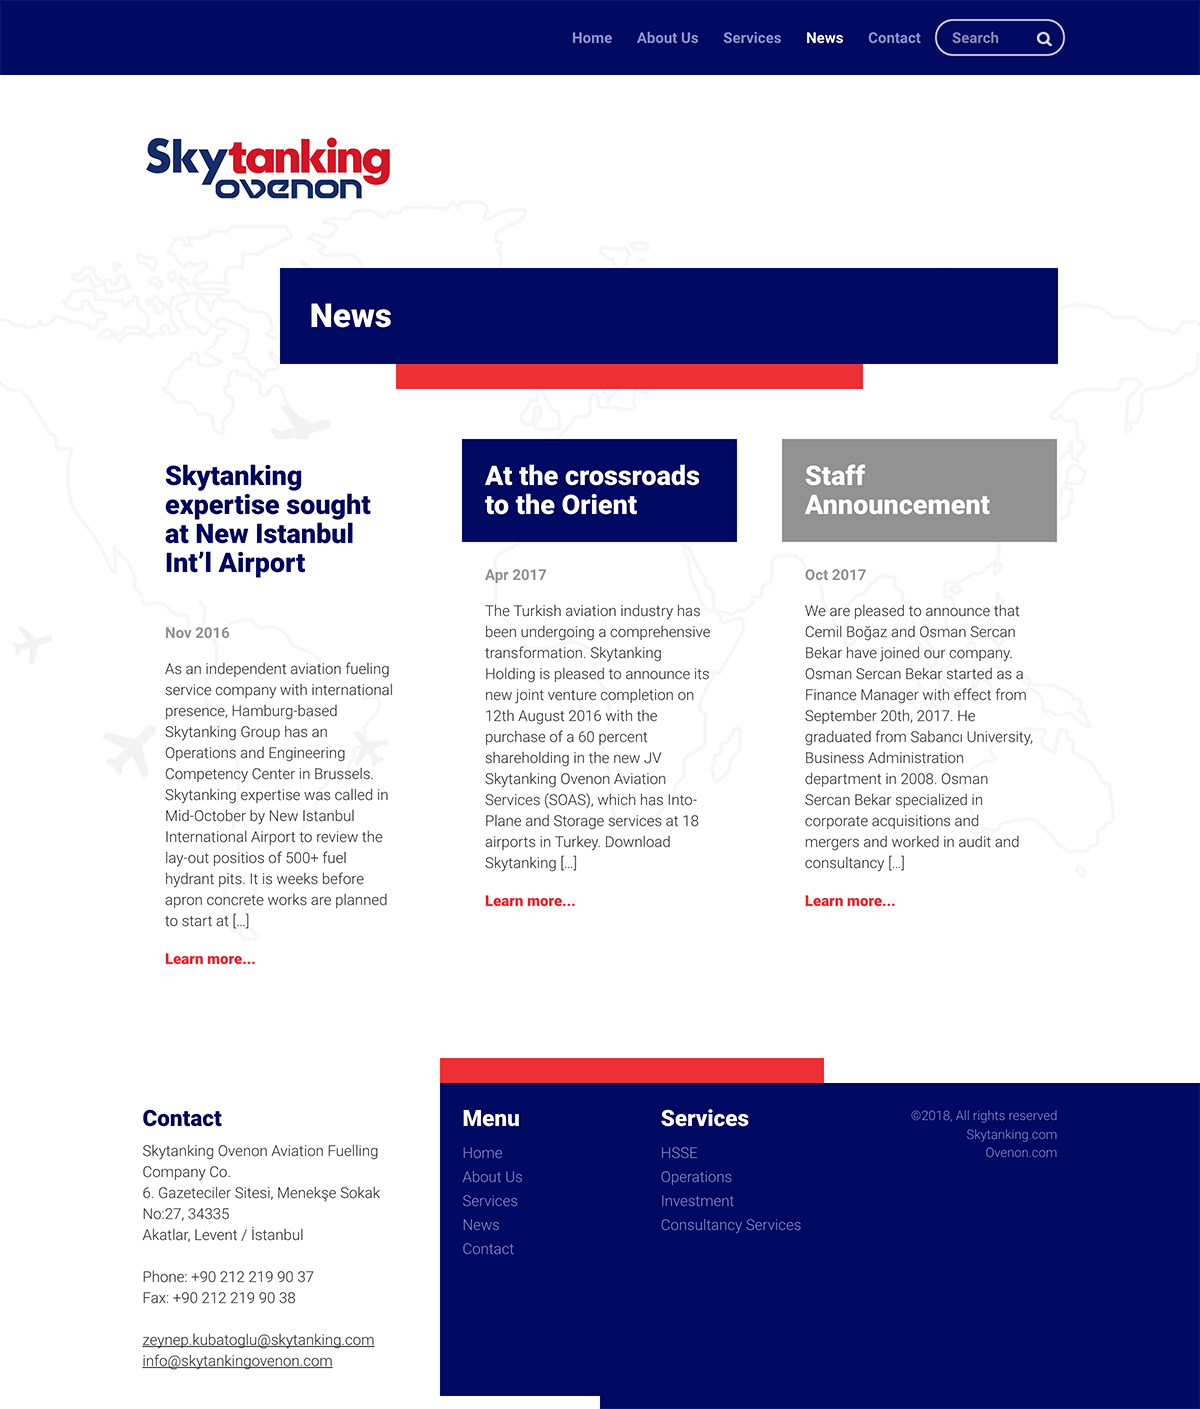 Home About Us Services News Contact Search
Skytanking
ovenon
News
Skytanking
expertise sought
at New Istanbul
Int’l Airport
Nov 2016
As an independent aviation fueling
service company with international
presence, Hamburg-based
Skytanking Group has an
Operations and Engineering
Competency Center in Brussels.
Skytanking expertise was called in
Mid-October by New Istanbul
International Airport to review the
lay-out positios of 500+ fuel
hydrant pits. It is weeks before
apron concrete works are planned
to start at [...]
Learn more...
At the crossroads
to the Orient
Apr 2017
The Turkish aviation industry has
been undergoing a comprehensive
transformation. Skytanking
Holding is pleased to announce its
new joint venture completion on
12th August 2016 with the
purchase of a 60 percent
shareholding in the new JV
Skytanking Ovenon Aviation
Services (SOAS), which has Into-
Plane and Storage services at 18
airports in Turkey. Download
Skytanking [...]
Learn more...
Staff
Announcement
Oct 2017
We are pleased to announce that
Cemil Boğaz and Osman Sercan
Bekar have joined our company.
Osman Sercan Bekar started as a
Finance Manager with effect from
September 20th, 2017. He
graduated from Sabancı University,
Business Administration
department in 2008. Osman
Sercan Bekar specialized in
corporate acquisitions and
mergers and worked in audit and
consultancy [...]
Learn more...
Contact
Skytanking Ovenon Aviation Fuelling
Company Co.
6. Gazeteciler Sitesi, Menekşe Sokak
No:27, 34335
Akatlar, Levent / İstanbul
Phone: +90 212 219 90 37
Fax: +90 212 219 90 38
zeynep.kubatoglu@skytanking.com
info@skytankingovenon.com
Menu
Home
About Us
Services
News
Contact
Services
HSSE
Operations
Investment
Consultancy Services
©2018, All rights reserved
Skytanking.com
Ovenon.com